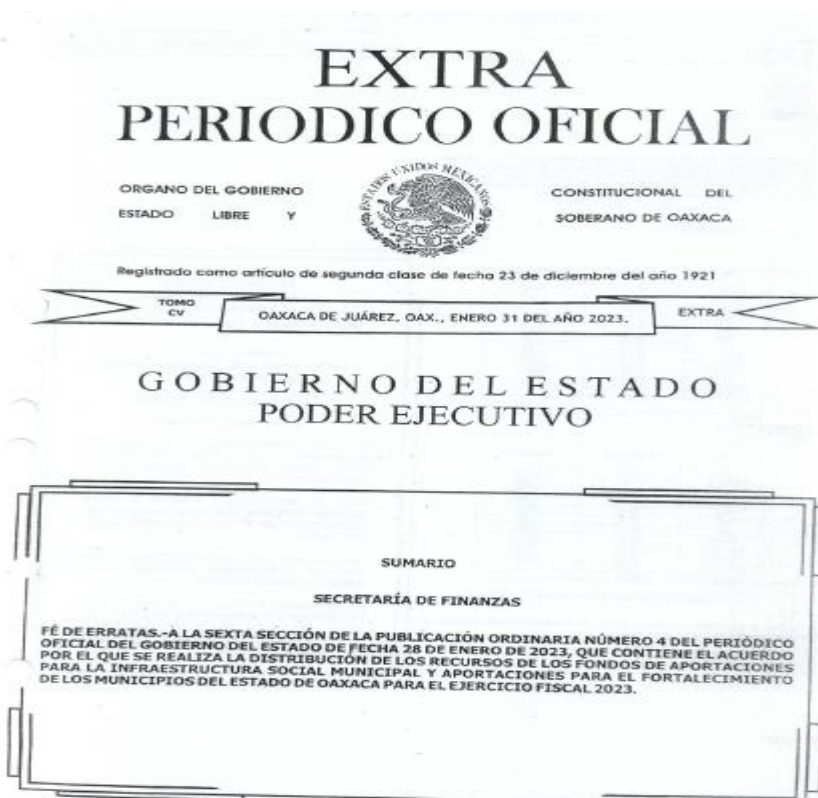 EXTRA
PERIODICO OFICIAL
ESTADOS UNIDOS MEXICANOS
ORGANO DEL GOBIERNO CONSTITUCIONAL DEL
ESTADO LIBRE Y SOBERANO DE OAXACA
Registrado como artículo de segunda clase de fecha 23 de diciembre del año 1921
TOMO
CV
OAXACA DE JUÁREZ, OAX., ENERO 31 DEL AÑO 2023.
EXTRA
GOBIERNO DEL ESTADO
PODER EJECUTIVO
SUMARIO
SECRETARÍA DE FINANZAS
FÉ DE ERRATAS.-A LA SEXTA SECCIÓN DE LA PUBLICACIÓN ORDINARIA NÚMERO 4 DEL PERIÓDICO
OFICIAL DEL GOBIERNO DEL ESTADO DE FECHA 28 DE ENERO DE 2023, QUE CONTIENE EL ACUERDO
POR EL QUE SE REALIZA LA DISTRIBUCIÓN DE LOS RECURSOS DE LOS FONDOS DE APORTACIONES
PARA LA INFRAESTRUCTURA SOCIAL MUNICIPAL Y APORTACIONES PARA EL FORTALECIMIENTO
DE LOS MUNICIPIOS DEL ESTADO DE OAXACA PARA EL EJERCICIO FISCAL 2023.